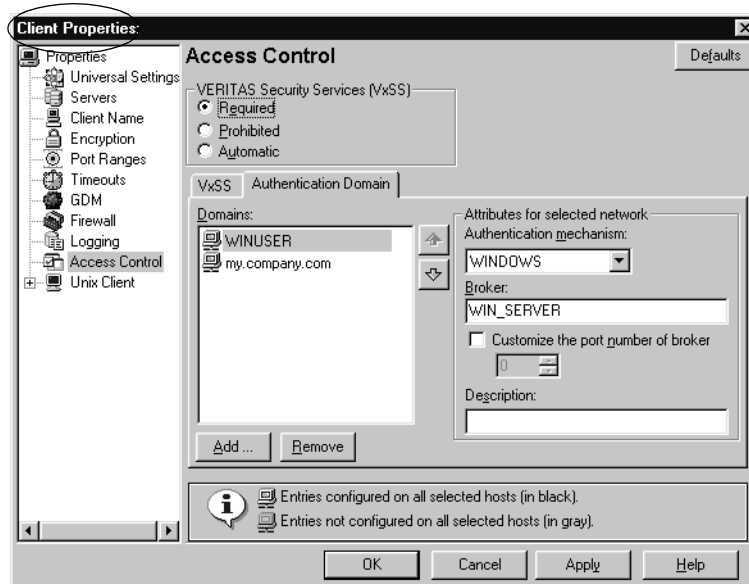 Client Properties:
Properties
Universal Settings
Servers
Client Name
Encryption
Port Ranges
Timeouts
GDM
Firewall
Logging
Access Control
Unix Client
Access Control
Defaults
VERITAS Security Services (VxSS)
Required
Prohibited
Automatic
VxSS
Authentication Domain
Domains:
WINUSER
my.company.com
Add ...
Remove
Attributes for selected network
Authentication mechanism:
WINDOWS
Broker:
WIN_SERVER
Customize the port number of broker
0
Description:
Entries configured on all selected hosts (in black).
Entries not configured on all selected hosts (in gray).
OK
Cancel
Apply
Help